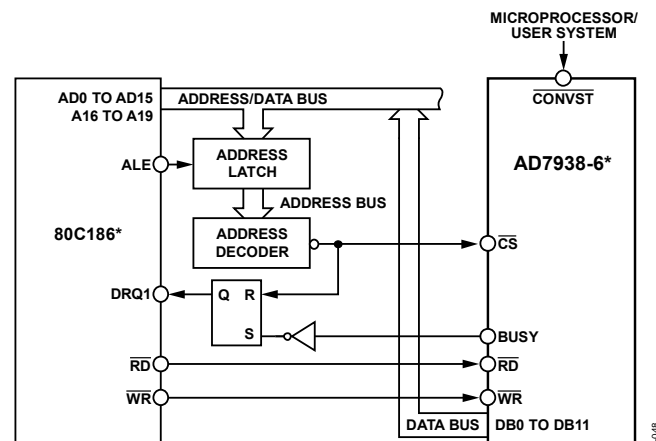 MICROPROCESSOR/
USER SYSTEM
AD0 TO AD15
A16 TO A19
ADDRESS/DATA BUS
CONVST
ALE
ADDRESS
LATCH
AD7938-6*
ADDRESS BUS
80C186*
ADDRESS
DECODER
CS
DRQ1
Q R
S
BUSY
RD
RD
WR
WR
DATA BUS
DB0 TO DB11